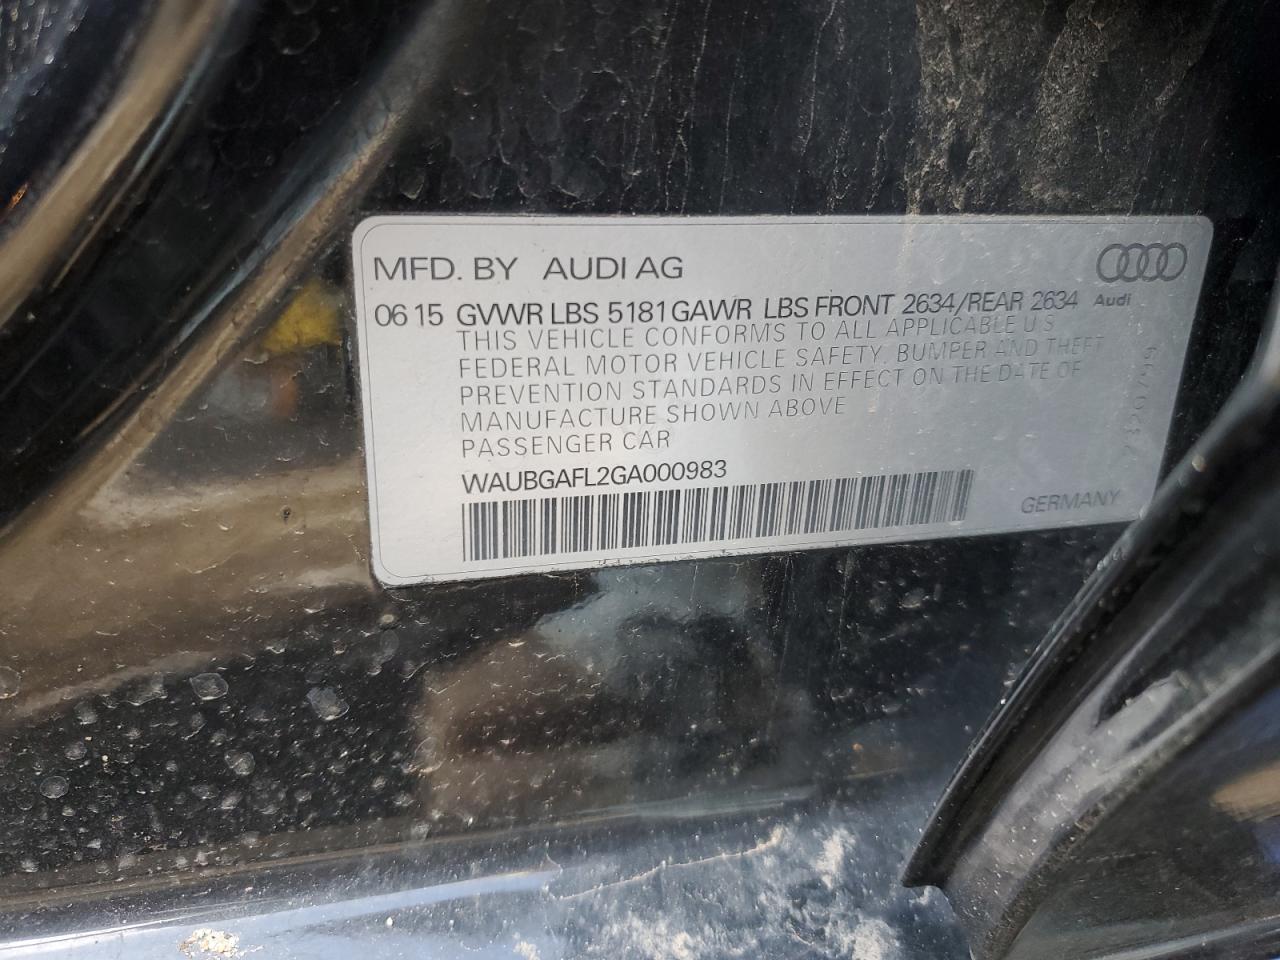 MFD. BY AUDI AG
06 15 GVWR LBS 5181 GAWR LBS FRONT 2634/REAR 2634 Audi
THIS VEHICLE CONFORMS TO ALL APPLICABLE U S
FEDERAL MOTOR VEHICLE SAFETY, BUMPER AND THEFT
PREVENTION STANDARDS IN EFFECT ON THE DATE OF
MANUFACTURE SHOWN ABOVE
PASSENGER CAR
WAUBGAFL2GA000983
GERMANY